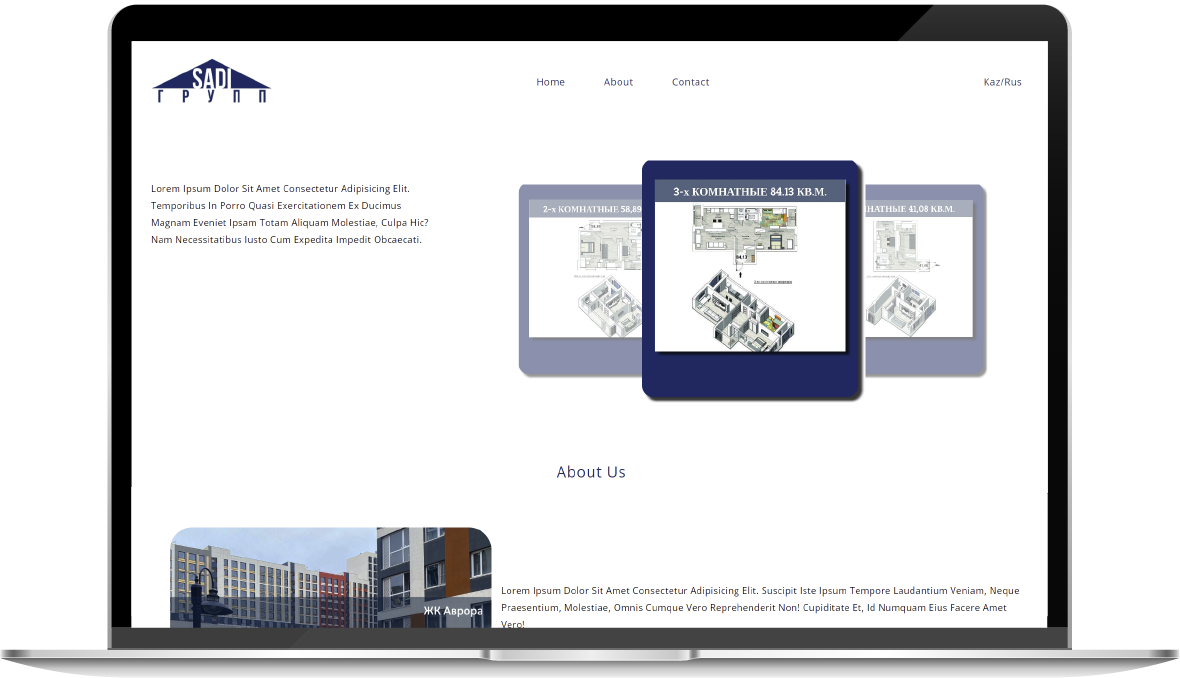 SADI
ГРУПП
Home
About
Contact
Kaz/Rus
Lorem Ipsum Dolor Sit Amet Consectetur Adipisicing Elit.
Temporibus In Porro Quasi Exercitationem Ex Ducimus
Magnam Eveniet Ipsam Totam Aliquam Molestiae, Culpa Hic?
Nam Necessitatibus Iusto Cum Expedita Impedit Obcaecati.
2-х КОМНАТНЫЕ 58,89
3-х КОМНАТНЫЕ 84.13 КВ.М.
НАТНЫЕ 41,08 КВ.М.
84.13
About Us
ЖК Аврора
Lorem Ipsum Dolor Sit Amet Consectetur Adipisicing Elit. Suscipit Iste Ipsum Tempore Laudantium Veniam, Neque
Praesentium, Molestiae, Omnis Cumque Vero Reprehenderit Non! Cupiditate Et, Id Numquam Eius Facere Amet
Vero!